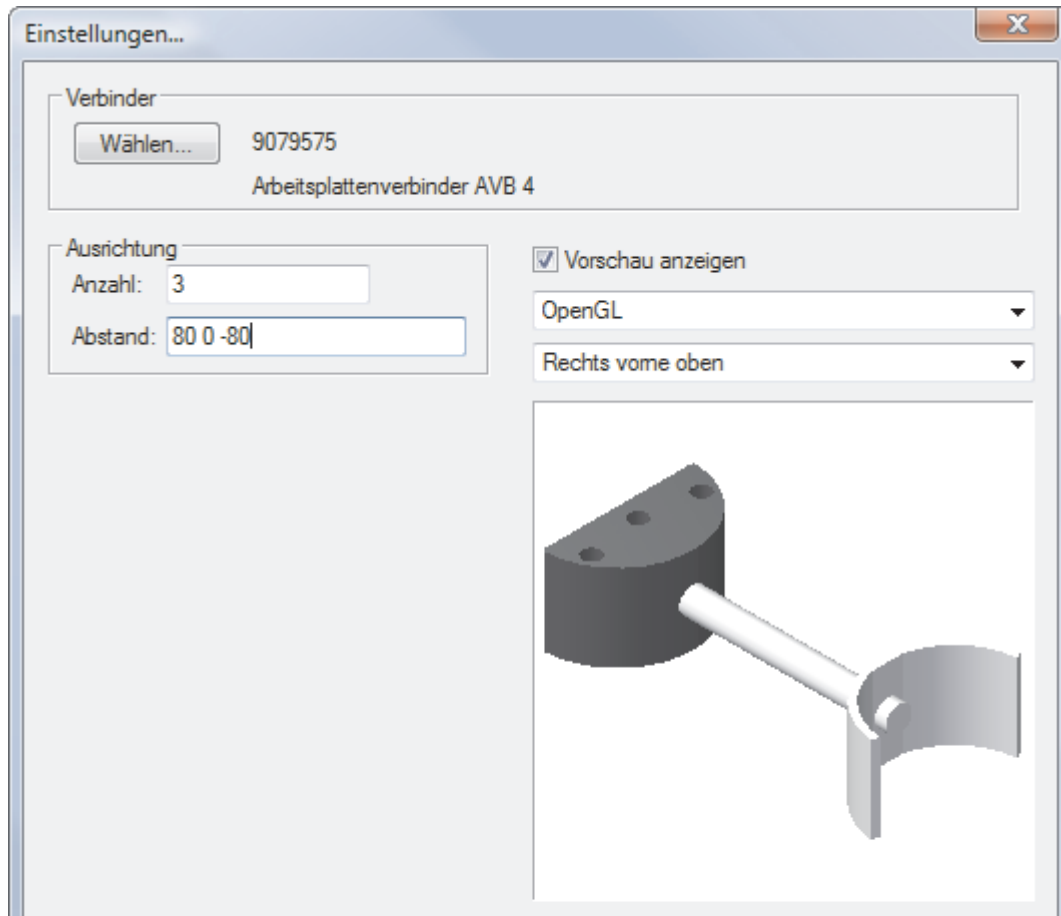 Einstellungen...
Verbinder
Wählen...
9079575
Arbeitsplattenverbinder AVB 4
Ausrichtung
Anzahl: 3
Abstand: 80 0 -80
Vorschau anzeigen
OpenGL
Rechts vorne oben